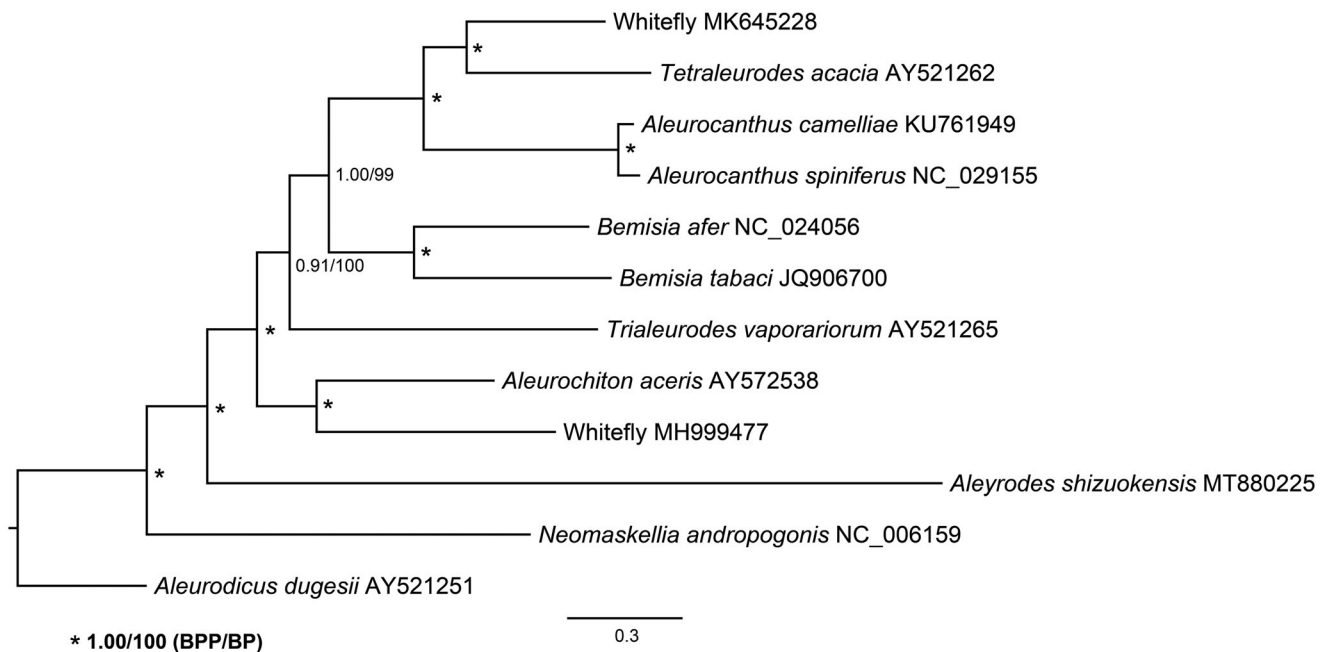 Whitefly MK645228
*
Tetraleurodes acacia AY521262
*
Aleurocanthus camelliae KU761949
*
Aleurocanthus spiniferus NC_029155
1.00/99
Bemisia afer NC_024056
*
0.91/100
Bemisia tabaci JQ906700
Trialeurodes vaporariorum AY521265
*
Aleurochiton aceris AY572538
*
*
Whitefly MH999477
*
Aleyrodes shizuokensis MT880225
Neomaskellia andropogonis NC_006159
Aleurodicus dugesii AY521251
0.3
* 1.00/100 (BPP/BP)